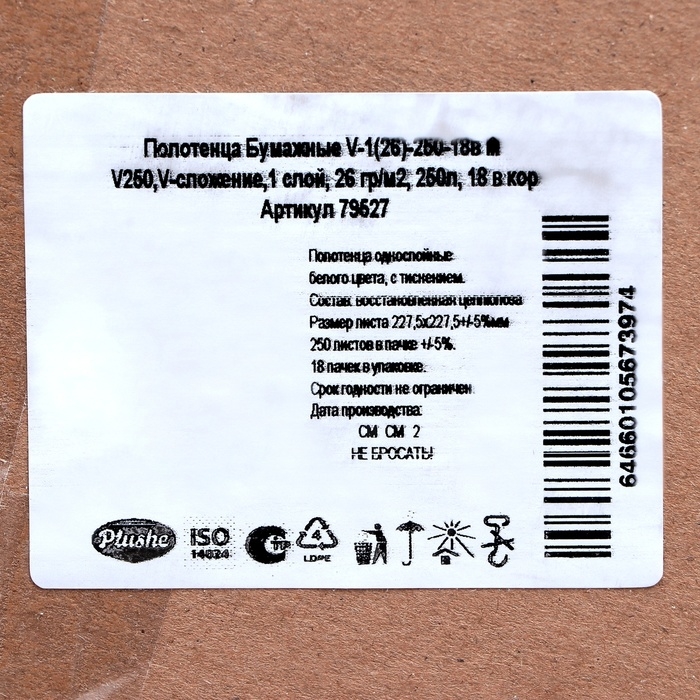 Полотенца Бумажные V-1(26)-250-18в
V250,V-сложение,1 слой, 26 гр/м2, 250л, 18 в кор
Артикул 79527
Полотенца однослойные
белого цвета, с тиснением.
Состав: восстановленная целлюлоза
Размер листа 227,5х227,5+/-5%мм
250 листов в пачке +/-5%.
18 пачек в упаковке.
Срок годности не ограничен
Дата производства:
СМ СМ 2
НЕ БРОСАТЬ!
64660105673974
Plushe
ISO
14024
4
LDPE